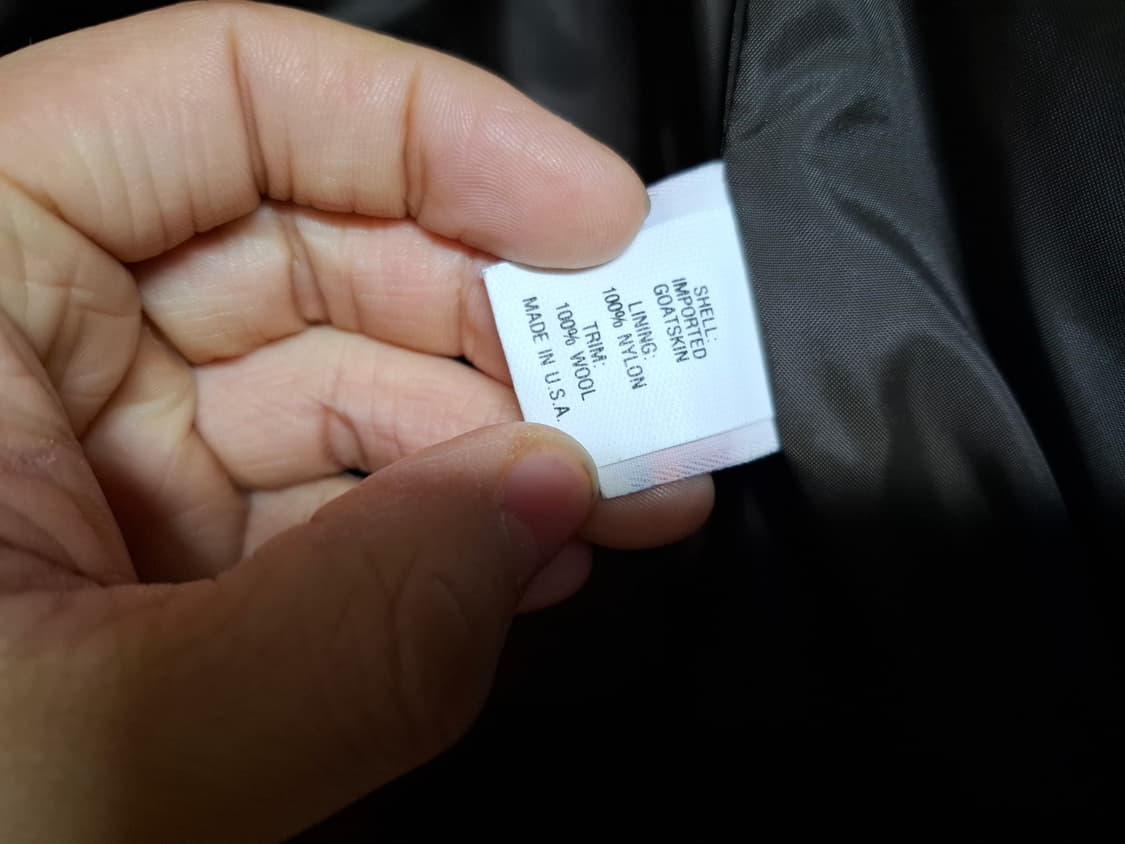 SHELL:
IMPORTED
GOATSKIN
LINING:
100% NYLON
TRIM:
100% WOOL
MADE IN U.S.A.